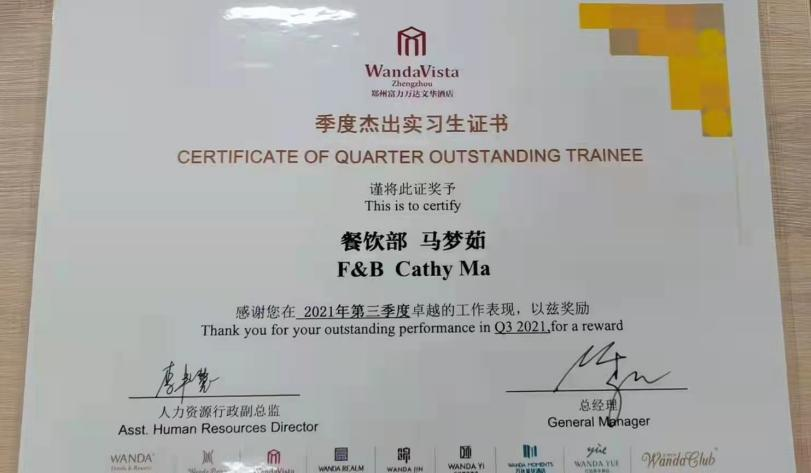 WandaVista
Zhengzhou
郑州富力万达文华酒店
季度杰出实习生证书
CERTIFICATE OF QUARTER OUTSTANDING TRAINEE
谨将此证奖予
This is to certify
餐饮部 马梦茹
F&B Cathy Ma
感谢您在 2021年第三季度卓越的工作表现，以兹奖励
Thank you for your outstanding performance in Q3 2021,for a reward
人力资源行政副总监
Asst. Human Resources Director
总经理
General Manager
WANDA
Hotels & Resorts
WandaVista
WANDA REALM
WANDA JIN
WANDA YI
WANDA MOMENTS
WANDA YUE
WandaClub